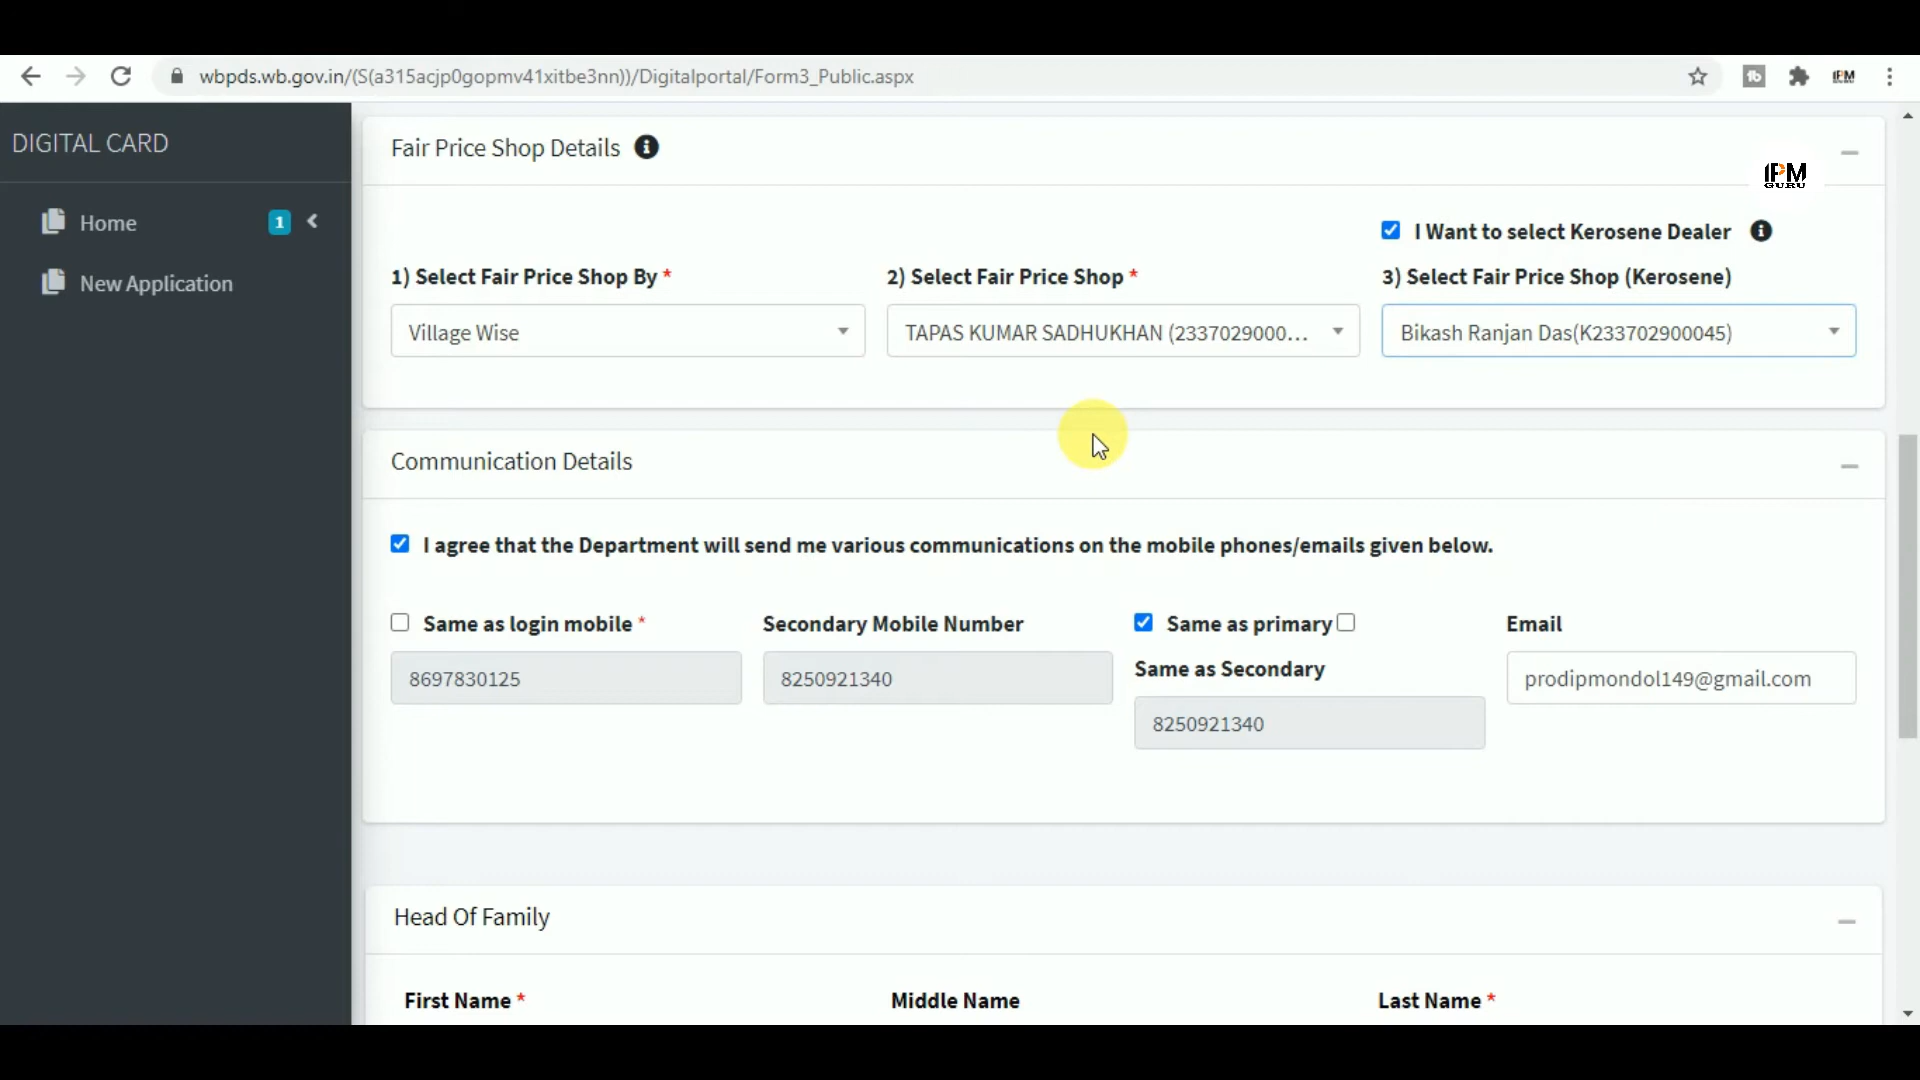 wbpds.wb.gov.in/(S(a315acjp0gopmv41xitbe3nn))/Digitalportal/Form3_Public.aspx
IPM
DIGITAL CARD
Home 1
New Application
Fair Price Shop Details
IPM
GURU
I Want to select Kerosene Dealer
1) Select Fair Price Shop By * 2) Select Fair Price Shop * 3) Select Fair Price Shop (Kerosene)
Village Wise TAPAS KUMAR SADHUKHAN (2337029000... Bikash Ranjan Das(K233702900045)
Communication Details
I agree that the Department will send me various communications on the mobile phones/emails given below.
Same as login mobile * Secondary Mobile Number Same as primary Email
Same as Secondary
8697830125 8250921340 prodipmondol149@gmail.com
8250921340
Head Of Family
First Name * Middle Name Last Name *